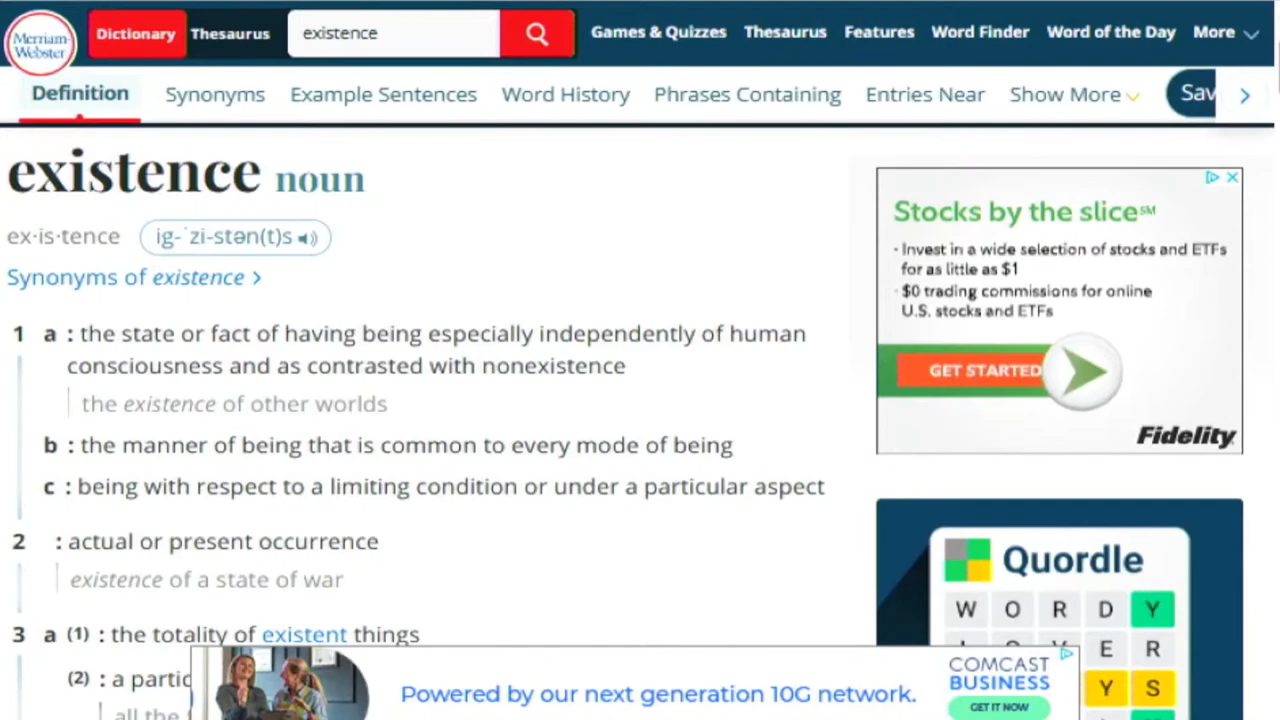 Merriam-
Webster
Dictionary Thesaurus existence Games & Quizzes Thesaurus Features Word Finder Word of the Day More
Definition Synonyms Example Sentences Word History Phrases Containing Entries Near Show More Sav
existence noun
ex·is·tence ig-ˈzi-stən(t)s
Synonyms of existence
1 a : the state or fact of having being especially independently of human
consciousness and as contrasted with nonexistence
the existence of other worlds
b : the manner of being that is common to every mode of being
c : being with respect to a limiting condition or under a particular aspect
2 : actual or present occurrence
existence of a state of war
3 a (1) : the totality of existent things
(2) : a partic
all the
Stocks by the slice℠
· Invest in a wide selection of stocks and ETFs
for as little as $1
· $0 trading commissions for online
U.S. stocks and ETFs
GET STARTED
Fidelity
Quordle
W O R D Y
E R
Y S
Powered by our next generation 10G network.
COMCAST
BUSINESS
GET IT NOW